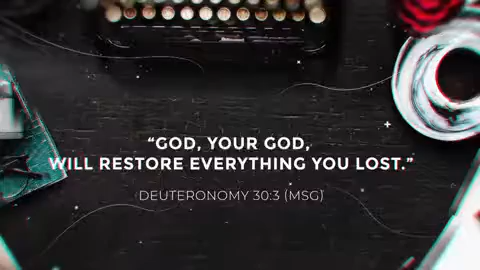 “GOD, YOUR GOD,
WILL RESTORE EVERYTHING YOU LOST.”
DEUTERONOMY 30:3 (MSG)